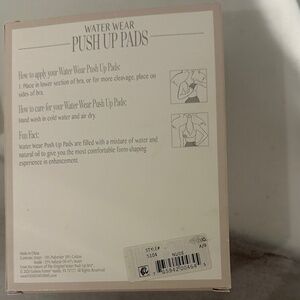 WATER WEAR
PUSH UP PADS
How to apply your Water Wear Push Up Pads:
1. Place in lower section of bra, or for more cleavage, place on
sides of bra.
How to care for your Water Wear Push Up Pads:
Hand wash in cold water and air dry.
Fun Fact:
Water Wear Push Up Pads are filled with a mixture of water and
natural oil to give you the most comfortable form-shaping
experience in enhancement.
Made in China
STYLE#
5104
NUDE
A/B